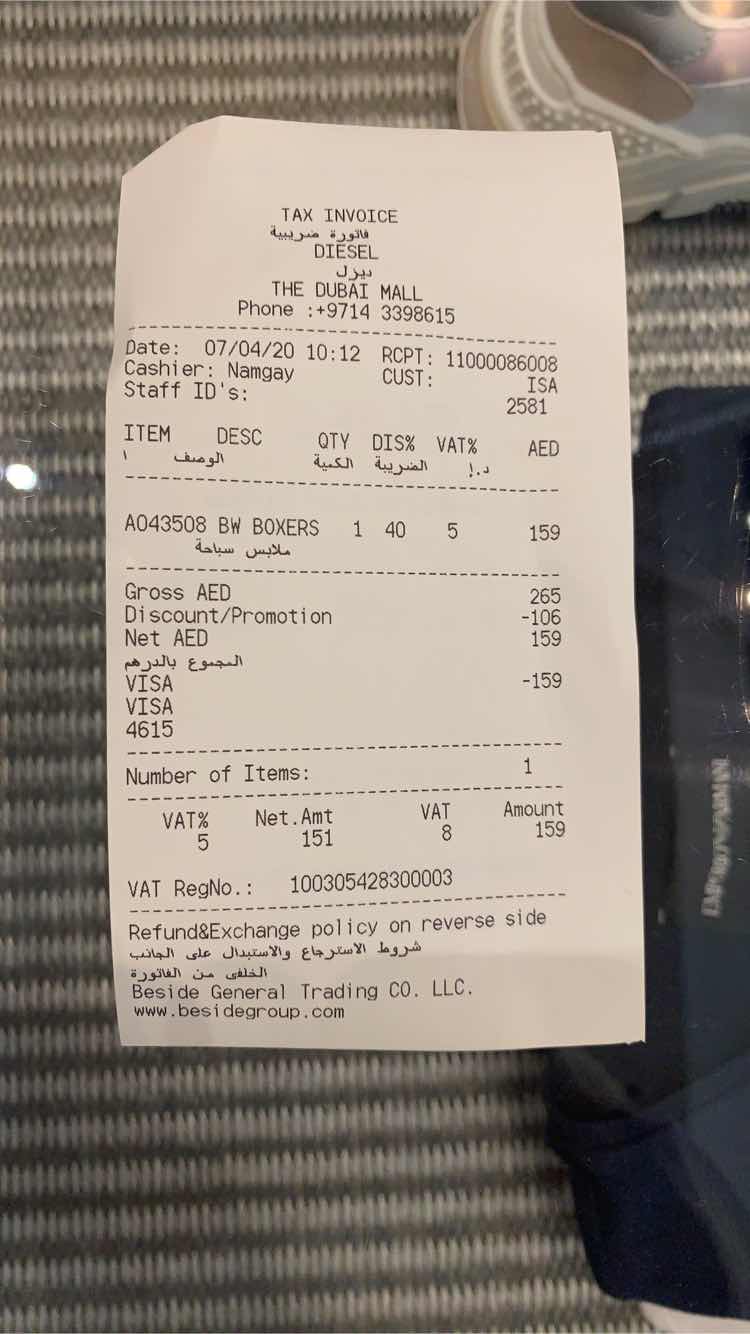 TAX INVOICE
فاتورة ضريبية
DIESEL
ديزل
THE DUBAI MALL
Phone :+9714 3398615
Date: 07/04/20 10:12 RCPT: 11000086008
Cashier: Namgay CUST: ISA
Staff ID's: 2581
ITEM DESC QTY DIS% VAT% AED
ا الوصف الكمية الضريبة د.إ.
A043508 BW BOXERS 1 40 5 159
ملابس سباحة
Gross AED 265
Discount/Promotion -106
Net AED 159
المجموع بالدرهم
VISA -159
VISA
4615
Number of Items: 1
VAT% Net.Amt VAT Amount
5 151 8 159
VAT RegNo.: 100305428300003
Refund&Exchange policy on reverse side
شروط الاسترجاع والاستبدال على الجانب
الخلفى من الفاتورة
Beside General Trading CO. LLC.
www.besidegroup.com